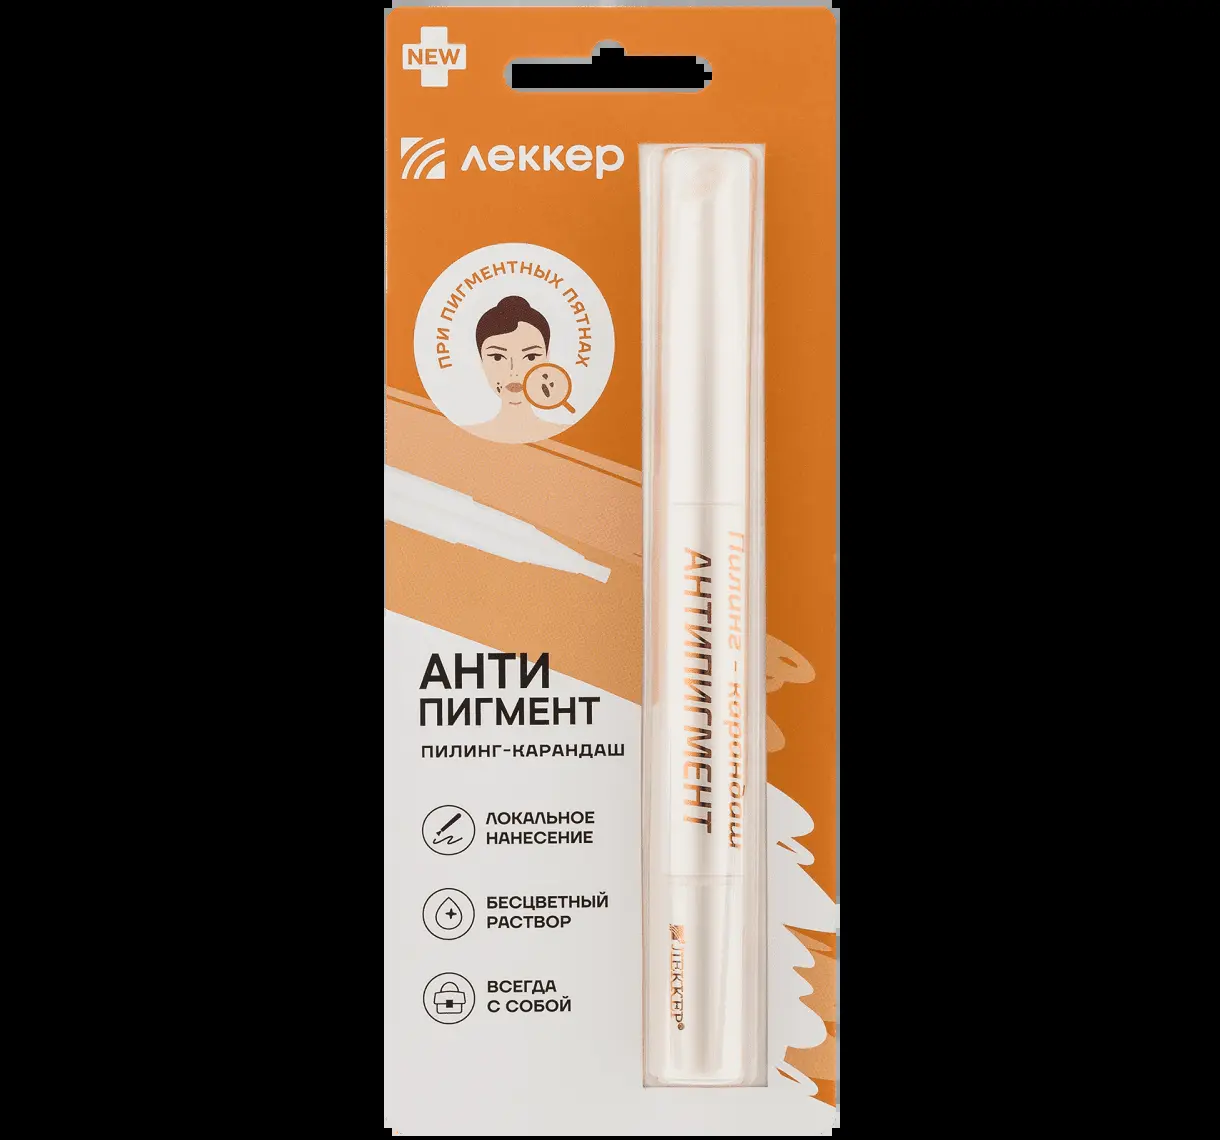 NEW
леккер
ПРИ ПИГМЕНТНЫХ ПЯТНАХ
АНТИ
ПИГМЕНТ
ПИЛИНГ-КАРАНДАШ
ЛОКАЛЬНОЕ
НАНЕСЕНИЕ
БЕСЦВЕТНЫЙ
РАСТВОР
ВСЕГДА
С СОБОЙ
Пилинг - карандаш
АНТИПИГМЕНТ
ЛЕККЕР®